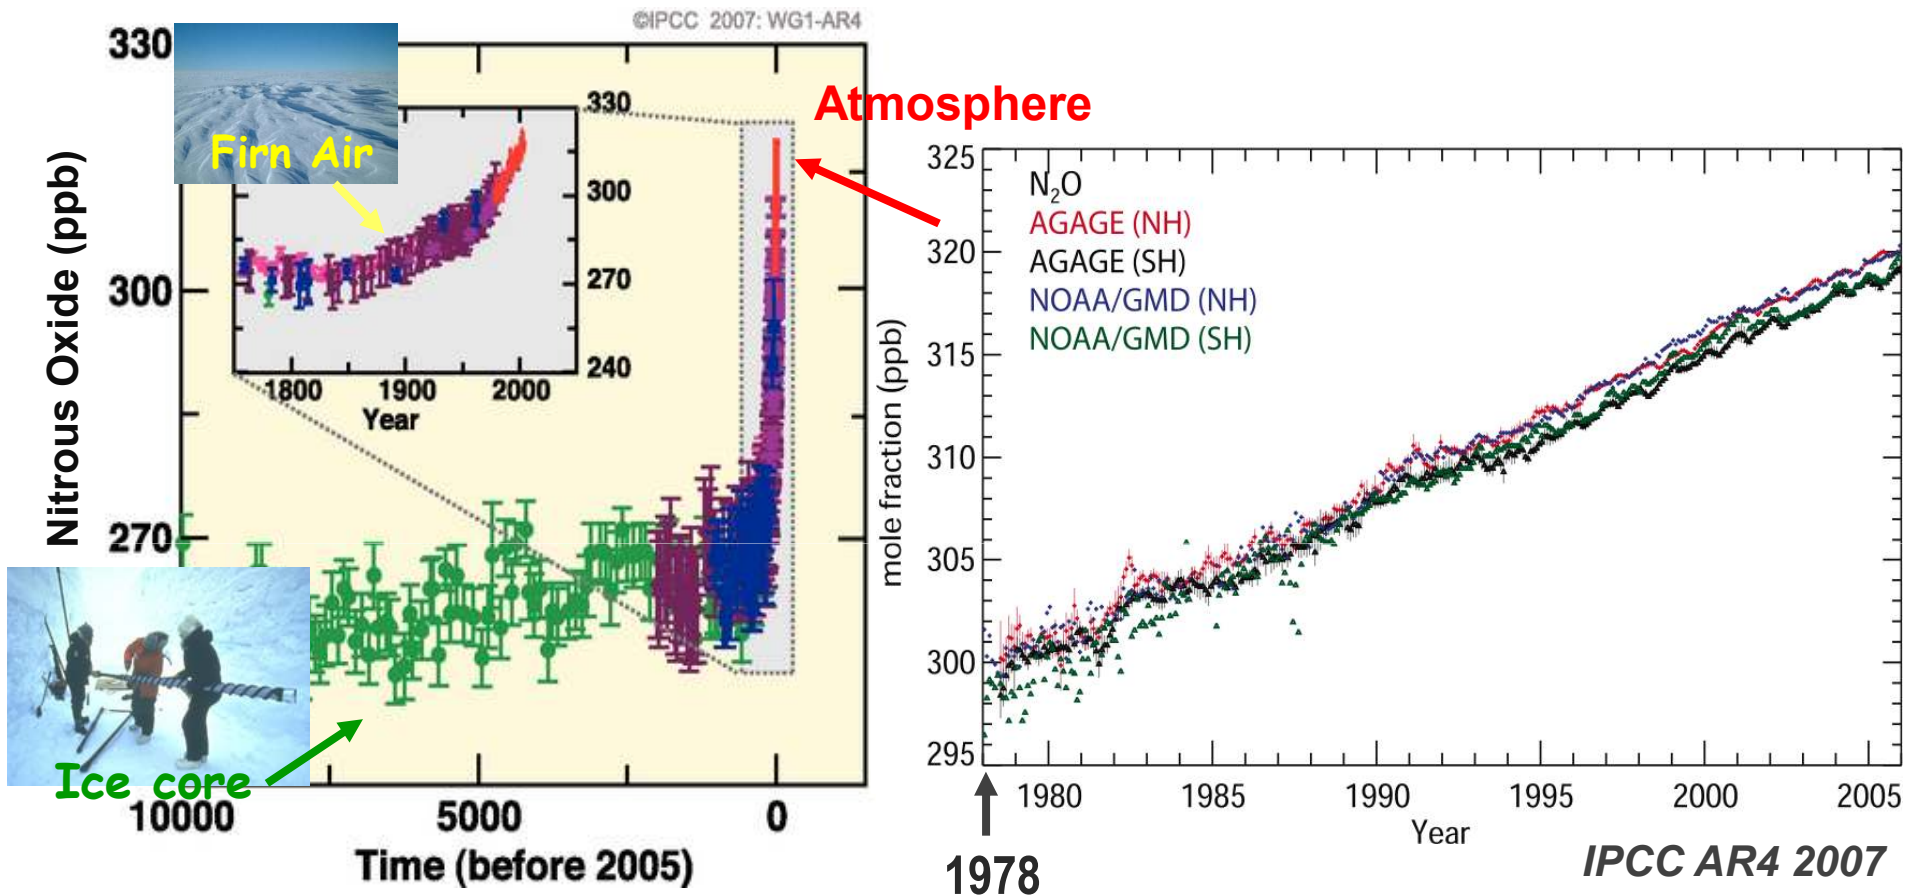 ©IPCC 2007: WG1-AR4
330
300
270
Nitrous Oxide (ppb)
Firn Air
330
300
270
240
1800
1900
2000
Year
Ice core
10000
5000
0
Time (before 2005)
Atmosphere
325
320
315
310
305
300
295
mole fraction (ppb)
N₂O
AGAGE (NH)
AGAGE (SH)
NOAA/GMD (NH)
NOAA/GMD (SH)
1980
1985
1990
1995
2000
2005
Year
1978
IPCC AR4 2007